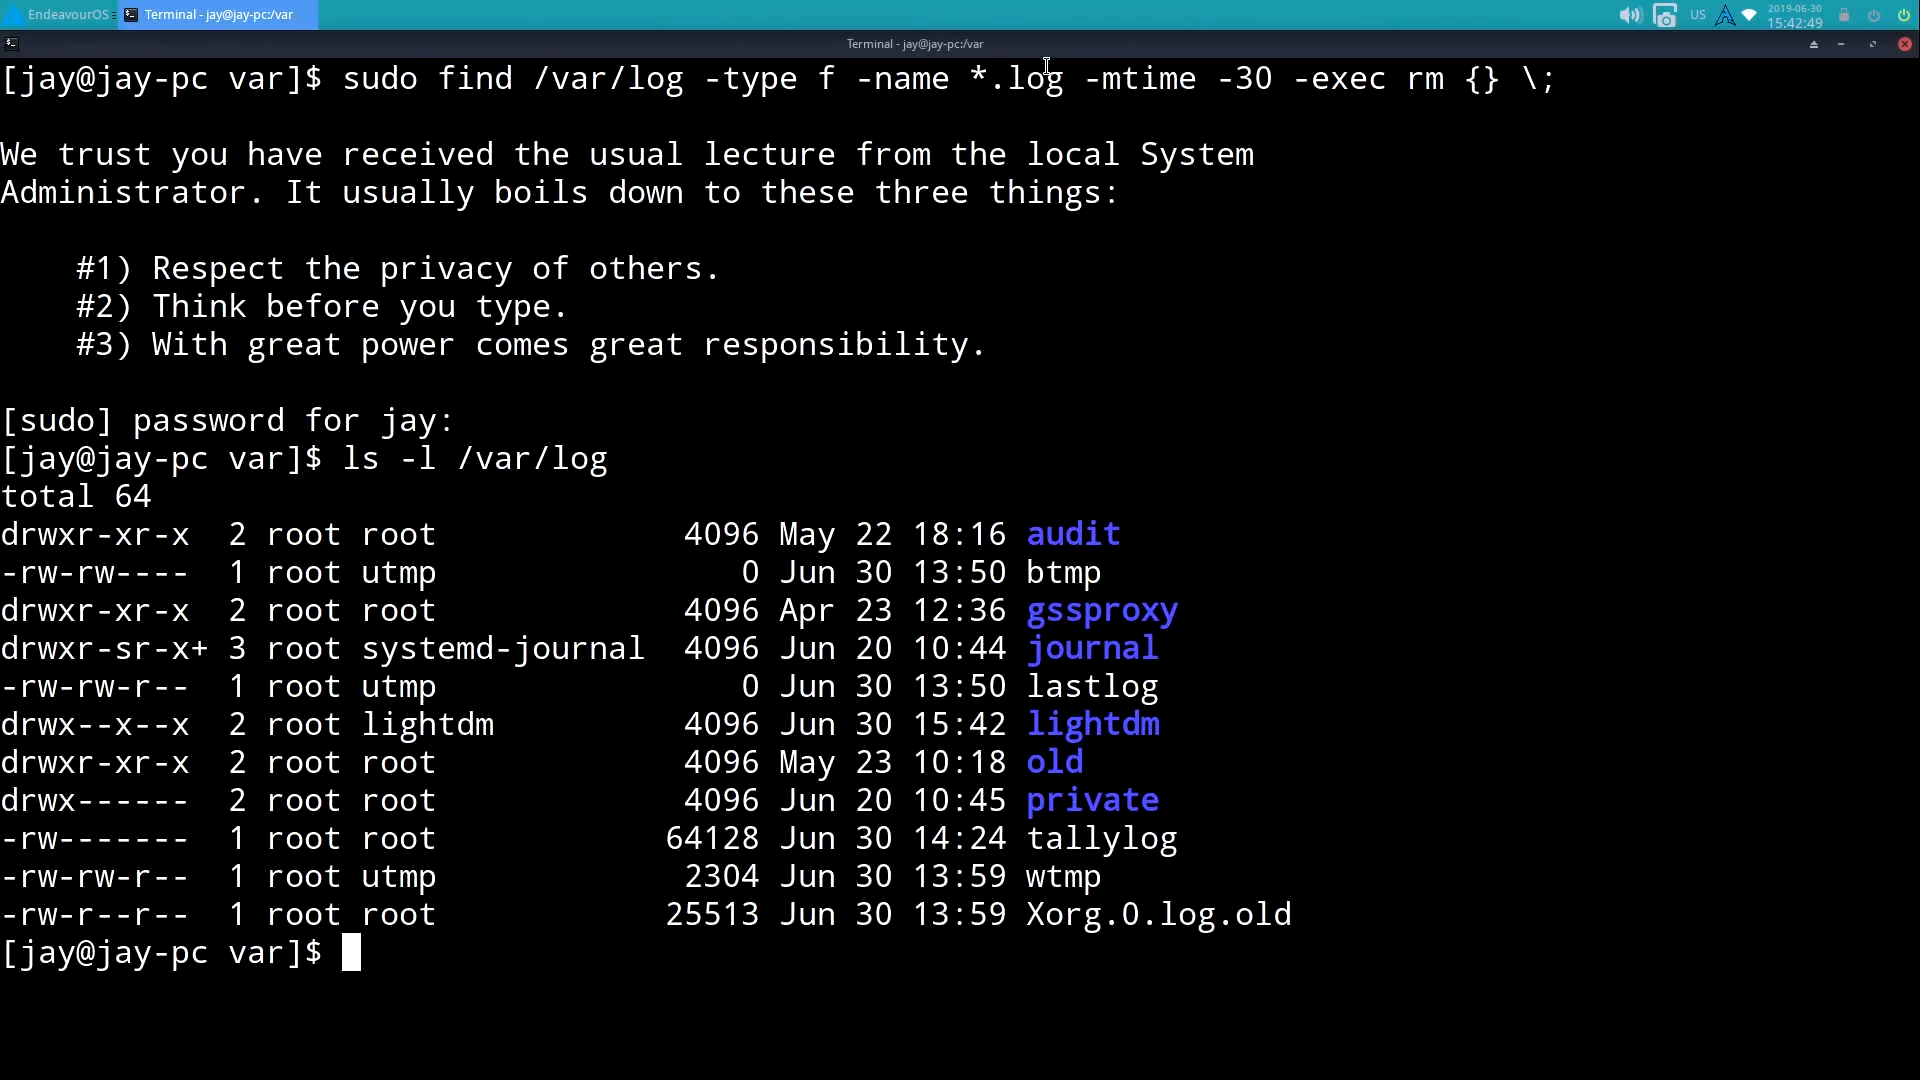 EndeavourOS
Terminal - jay@jay-pc:/var
US
2019-06-30
15:42:49
Terminal - jay@jay-pc:/var
[jay@jay-pc var]$ sudo find /var/log -type f -name *.log -mtime -30 -exec rm {} \;
We trust you have received the usual lecture from the local System
Administrator. It usually boils down to these three things:
#1) Respect the privacy of others.
#2) Think before you type.
#3) With great power comes great responsibility.
[sudo] password for jay:
[jay@jay-pc var]$ ls -l /var/log
total 64
drwxr-xr-x  2 root root             4096 May 22 18:16 audit
-rw-rw----  1 root utmp                0 Jun 30 13:50 btmp
drwxr-xr-x  2 root root             4096 Apr 23 12:36 gssproxy
drwxr-sr-x+ 3 root systemd-journal  4096 Jun 20 10:44 journal
-rw-rw-r--  1 root utmp                0 Jun 30 13:50 lastlog
drwx--x--x  2 root lightdm          4096 Jun 30 15:42 lightdm
drwxr-xr-x  2 root root             4096 May 23 10:18 old
drwx------  2 root root             4096 Jun 20 10:45 private
-rw-------  1 root root            64128 Jun 30 14:24 tallylog
-rw-rw-r--  1 root utmp             2304 Jun 30 13:59 wtmp
-rw-r--r--  1 root root            25513 Jun 30 13:59 Xorg.0.log.old
[jay@jay-pc var]$